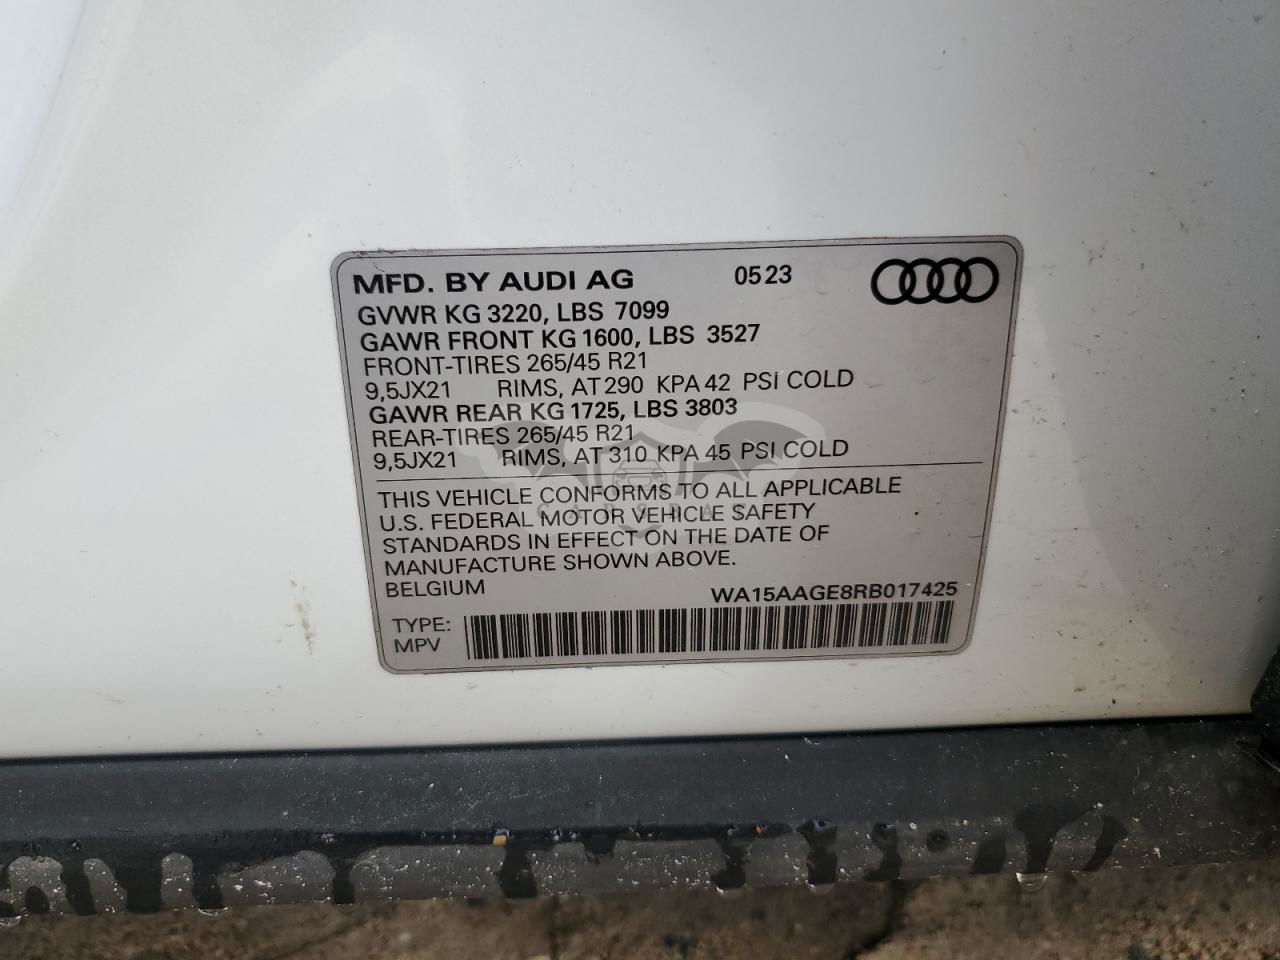 MFD. BY AUDI AG 0523
GVWR KG 3220, LBS 7099
GAWR FRONT KG 1600, LBS 3527
FRONT-TIRES 265/45 R21
9,5JX21 RIMS, AT 290 KPA 42 PSI COLD
GAWR REAR KG 1725, LBS 3803
REAR-TIRES 265/45 R21
9,5JX21 RIMS, AT 310 KPA 45 PSI COLD
THIS VEHICLE CONFORMS TO ALL APPLICABLE
U.S. FEDERAL MOTOR VEHICLE SAFETY
STANDARDS IN EFFECT ON THE DATE OF
MANUFACTURE SHOWN ABOVE.
BELGIUM WA15AAGE8RB017425
TYPE:
MPV